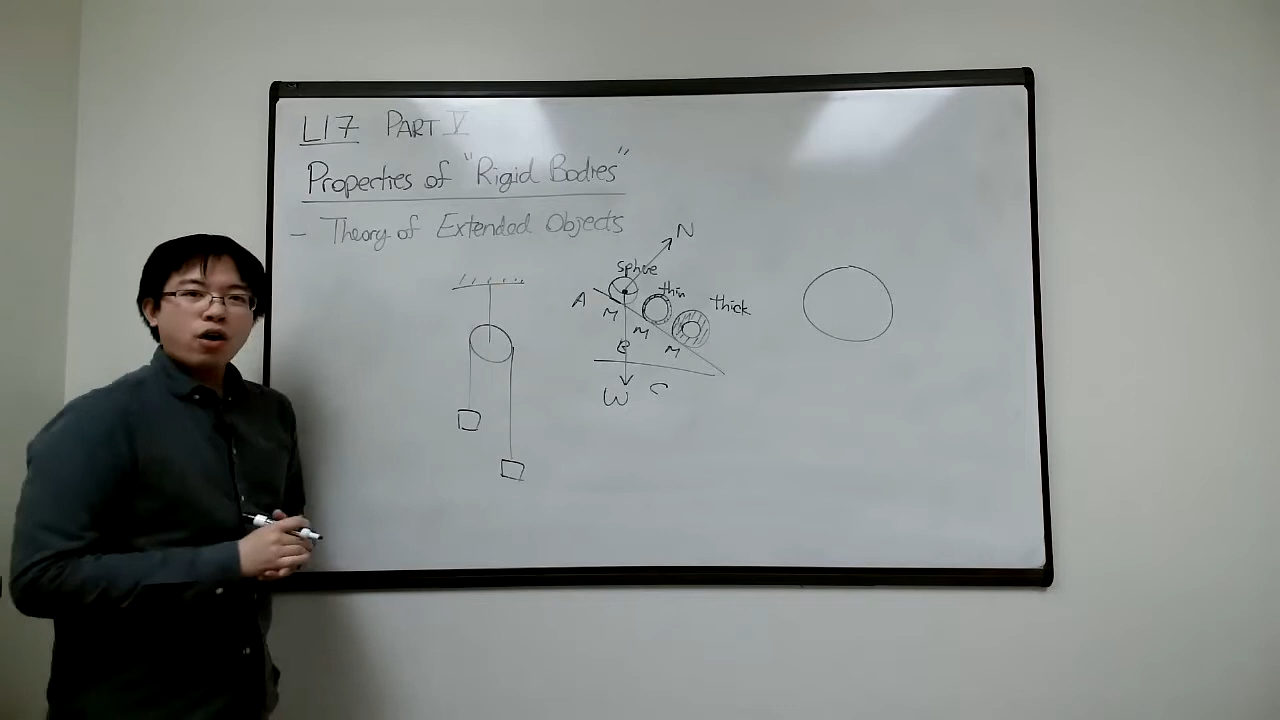 L17 PART V
Properties of "Rigid Bodies"
- Theory of Extended Objects
N
sphere
thin
thick
A
M
M
M
B
W
C